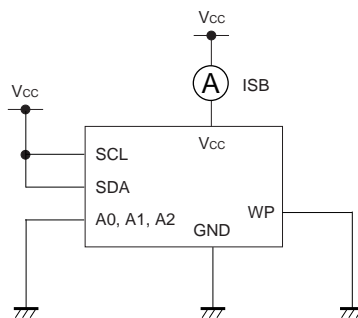 Vcc
A ISB
Vcc
Vcc
SCL
SDA
A0, A1, A2
WP
GND